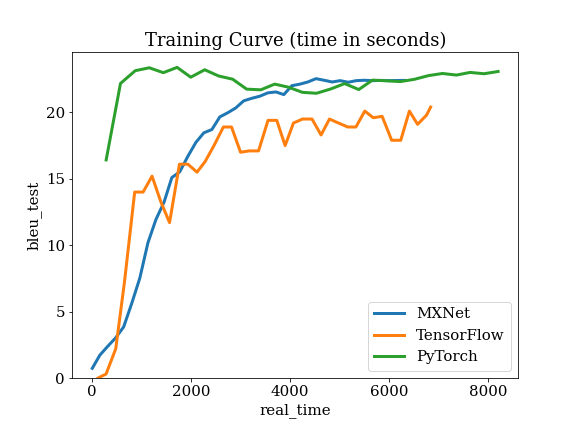 Training Curve (time in seconds)
bleu_test
20
15
10
5
0
0 2000 4000 6000 8000
real_time
MXNet
TensorFlow
PyTorch